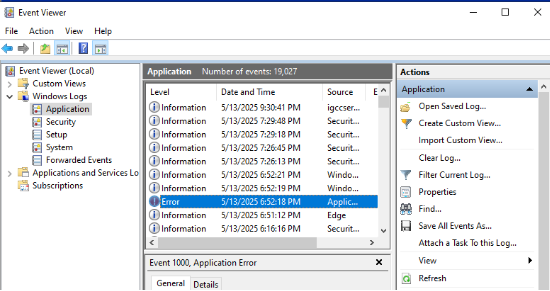 Event Viewer
File Action View Help
Event Viewer (Local)
Custom Views
Windows Logs
Application
Security
Setup
System
Forwarded Events
Applications and Services Lo
Subscriptions
Application Number of events: 19,027
Level Date and Time Source E
Information 5/13/2025 9:30:41 PM igccser...
Information 5/13/2025 7:29:48 PM Securit...
Information 5/13/2025 7:29:18 PM Securit...
Information 5/13/2025 7:26:45 PM Securit...
Information 5/13/2025 7:26:13 PM Securit...
Information 5/13/2025 6:52:21 PM Windo...
Information 5/13/2025 6:52:19 PM Windo...
Error 5/13/2025 6:52:18 PM Applic...
Information 5/13/2025 6:51:12 PM Edge
Information 5/13/2025 6:16:16 PM Securit...
Event 1000, Application Error
General Details
Actions
Application
Open Saved Log...
Create Custom View...
Import Custom View...
Clear Log...
Filter Current Log...
Properties
Find...
Save All Events As...
Attach a Task To this Log...
View
Refresh